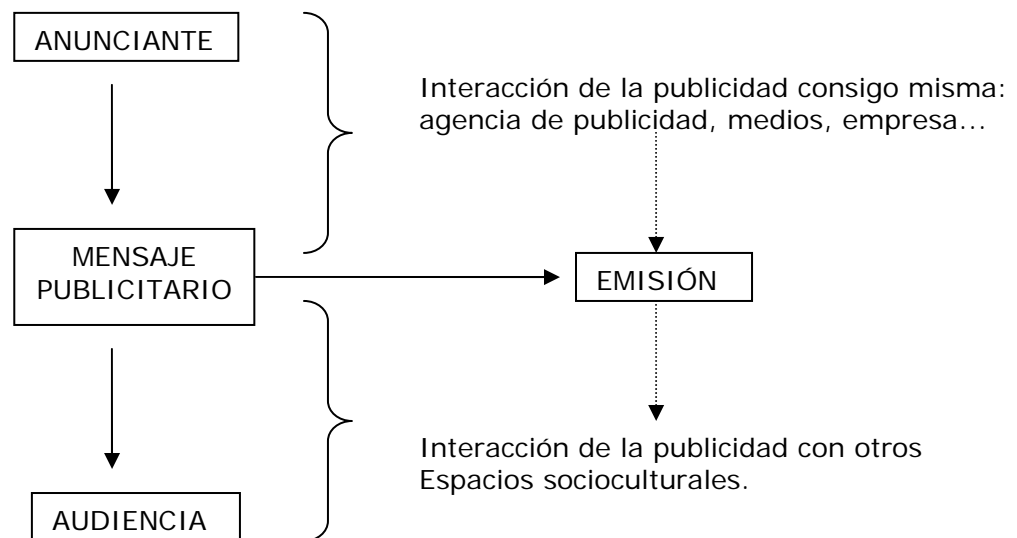 ANUNCIANTE
Interacción de la publicidad consigo misma:
agencia de publicidad, medios, empresa...
MENSAJE
PUBLICITARIO
EMISIÓN
Interacción de la publicidad con otros
Espacios socioculturales.
AUDIENCIA